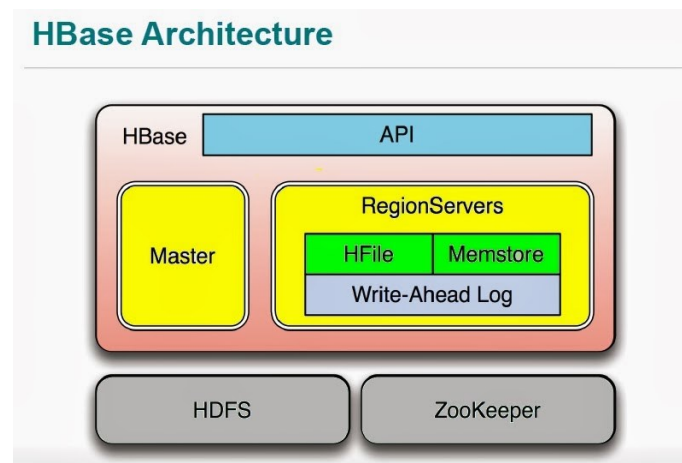 HBase Architecture
HBase
API
Master
RegionServers
HFile
Memstore
Write-Ahead Log
HDFS
ZooKeeper